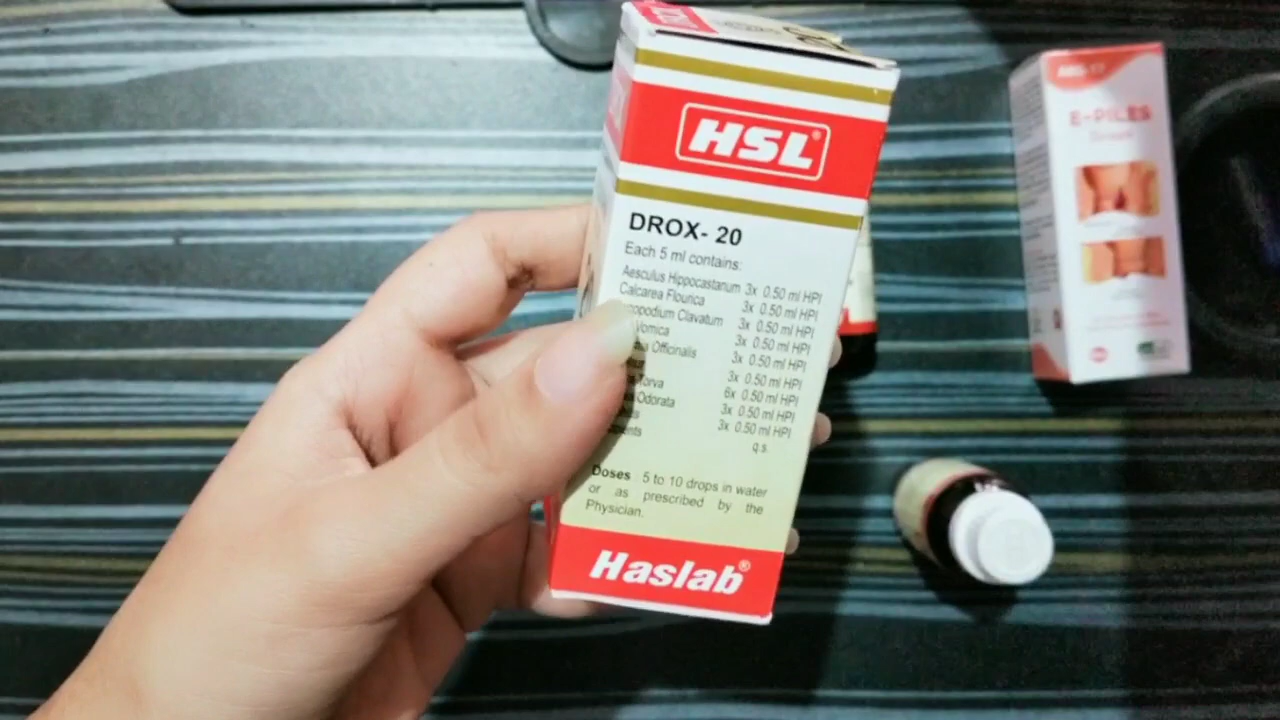 DROX
HSL®
DROX- 20
Each 5 ml contains:
Aesculus Hippocastanum 3x 0.50 ml HPI
Calcarea Flourica 3x 0.50 ml HPI
opodium Clavatum 3x 0.50 ml HPI
Vomica 3x 0.50 ml HPI
Officinalis 3x 0.50 ml HPI
3x 0.50 ml HPI
Torva 6x 0.50 ml HPI
Odorata 3x 0.50 ml HPI
3x 0.50 ml HPI
q.s.
Doses : 5 to 10 drops in water
or as prescribed by the
Physician.
Haslab®
E-PILES